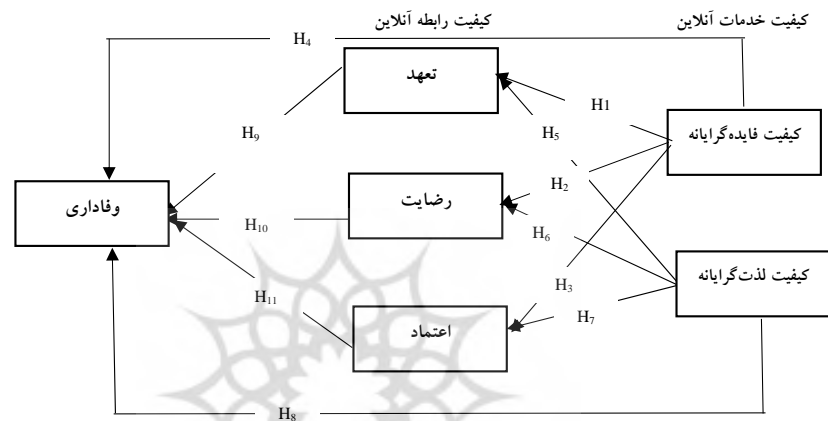 کیفیت خدمات آنلاین
کیفیت رابطه آنلاین
H₄
تعهد
H1
کیفیت فایده‌گرایانه
H₉
H₅
وفاداری
رضایت
H₂
H₁₀
H₆
کیفیت لذت‌گرایانه
H₁₁
H₃
اعتماد
H₇
H₈